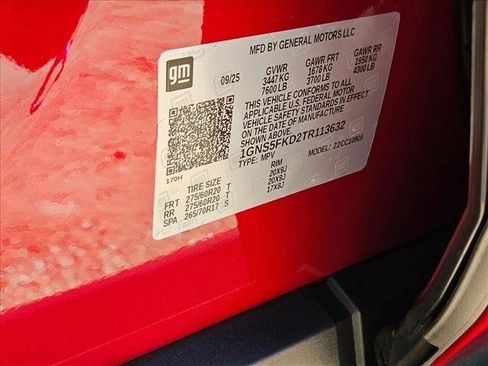 MFD BY GENERAL MOTORS LLC
gm
09/25 GVWR GAWR FRT GAWR RR
3447 KG 1678 KG 1950 KG
7600 LB 3700 LB 4300 LB
THIS VEHICLE CONFORMS TO ALL
APPLICABLE U.S. FEDERAL MOTOR
VEHICLE SAFETY STANDARDS IN EFFECT
ON THE DATE OF MANUFACTURE
SHOWN ABOVE.
1GNS5FKD2TR113632
TYPE: MPV MODEL:
170H
TIRE SIZE RIM
FRT 275/60R20 T 20X9J
RR 275/60R20 T 20X9J
SPA 265/70R17 S 17X8J